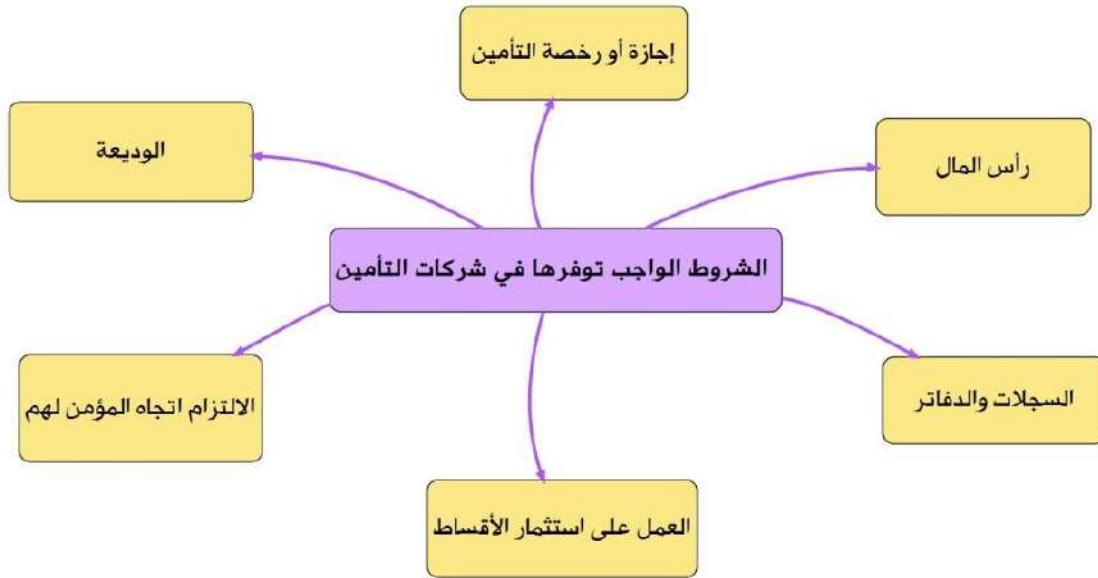 إجازة أو رخصة التأمين
رأس المال
الوديعة
الشروط الواجب توفرها في شركات التأمين
السجلات والدفاتر
الالتزام اتجاه المؤمن لهم
العمل على استثمار الأقساط